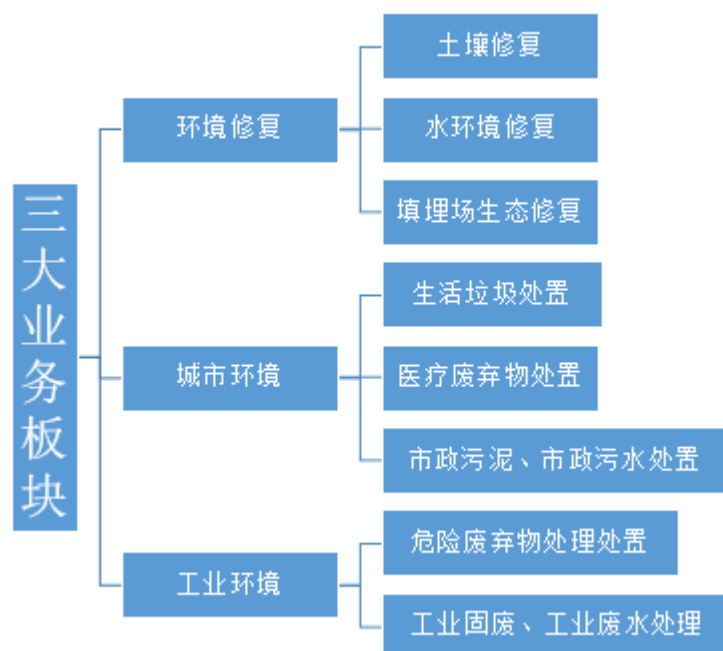 三大业务板块
环境修复
土壤修复
水环境修复
填埋场生态修复
城市环境
生活垃圾处置
医疗废弃物处置
市政污泥、市政污水处置
工业环境
危险废弃物处理处置
工业固废、工业废水处理